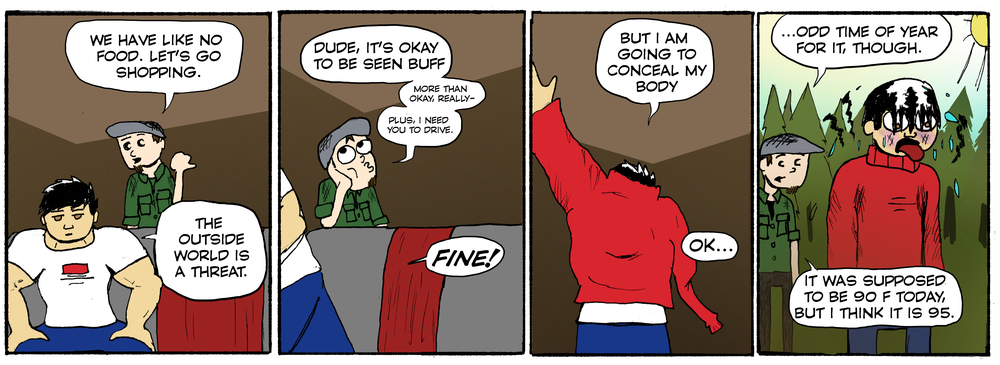 WE HAVE LIKE NO
FOOD. LET'S GO
SHOPPING.
THE
OUTSIDE
WORLD IS
A THREAT.
DUDE, IT'S OKAY
TO BE SEEN BUFF
MORE THAN
OKAY, REALLY-
PLUS, I NEED
YOU TO DRIVE.
FINE!
BUT I AM
GOING TO
CONCEAL MY
BODY
OK...
...ODD TIME OF YEAR
FOR IT, THOUGH.
IT WAS SUPPOSED
TO BE 90 F TODAY,
BUT I THINK IT IS 95.